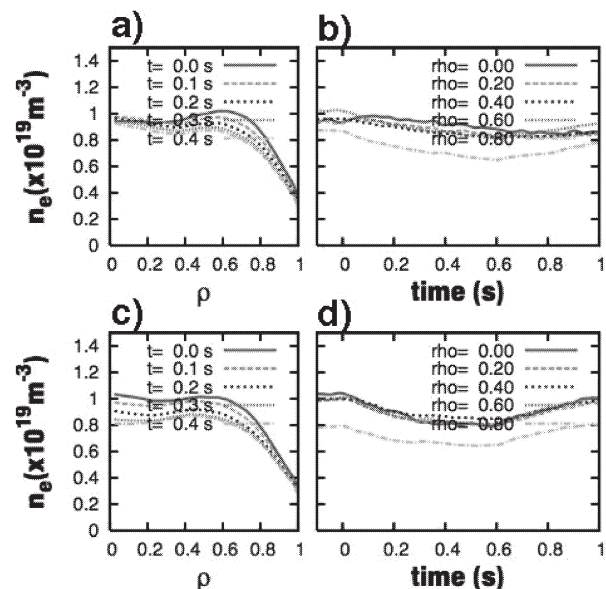 a)
b)
1.4
1.2
1
0.8
0.6
0.4
0.2
0
n_e(x10^19 m^-3)
t= 0.0 s
t= 0.1 s
t= 0.2 s
t= 0.3 s
t= 0.4 s
0 0.2 0.4 0.6 0.8 1
ρ
rho= 0.00
rho= 0.20
rho= 0.40
rho= 0.60
rho= 0.80
0 0.2 0.4 0.6 0.8 1
time (s)
c)
d)
1.4
1.2
1
0.8
0.6
0.4
0.2
0
n_e(x10^19 m^-3)
t= 0.0 s
t= 0.1 s
t= 0.2 s
t= 0.3 s
t= 0.4 s
0 0.2 0.4 0.6 0.8 1
ρ
rho= 0.00
rho= 0.20
rho= 0.40
rho= 0.60
rho= 0.80
0 0.2 0.4 0.6 0.8 1
time (s)